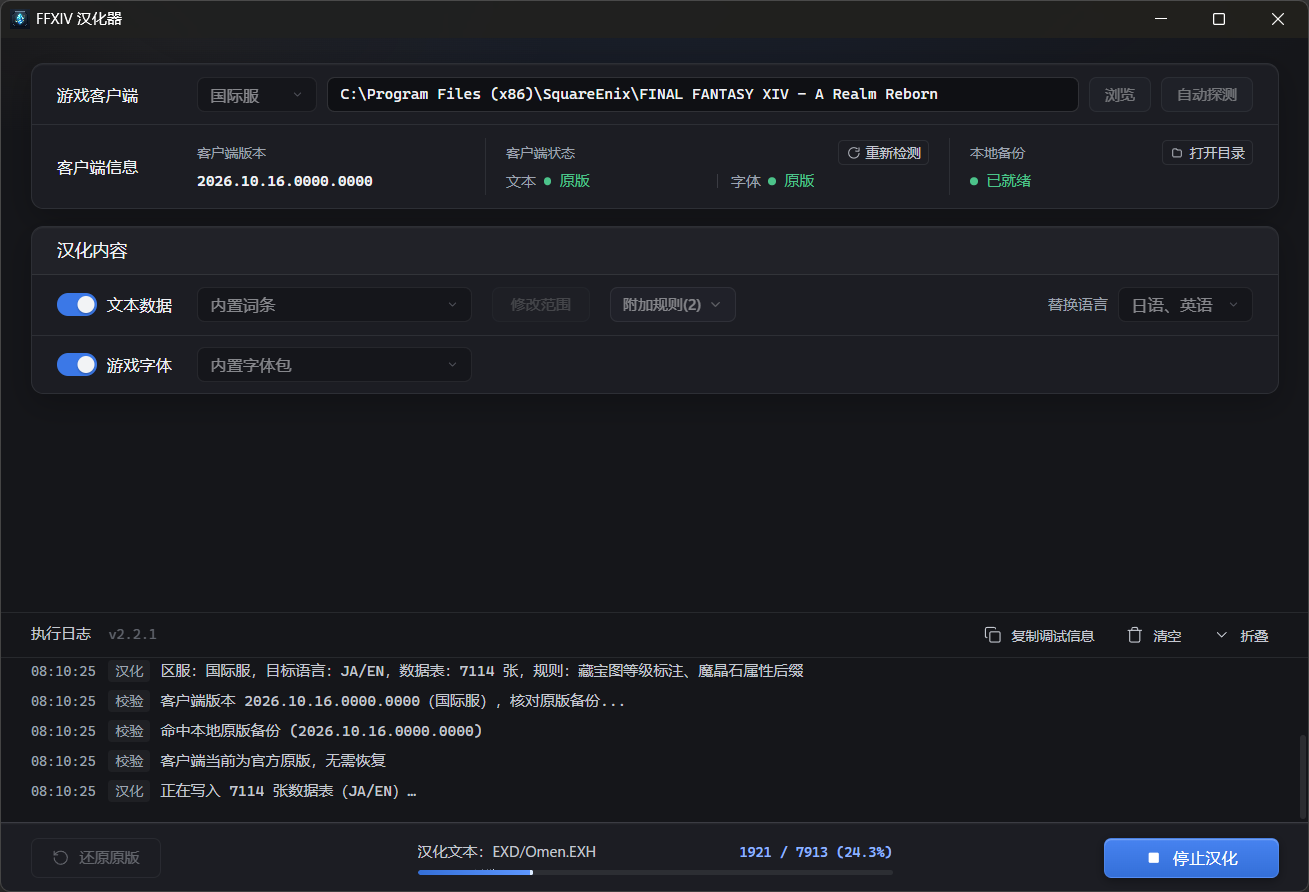 FFXIV 汉化器
游戏客户端 国际服 C:\Program Files (x86)\SquareEnix\FINAL FANTASY XIV - A Realm Reborn 浏览 自动探测
客户端信息 客户端版本 客户端状态 重新检测 本地备份 打开目录
2026.10.16.0000.0000 文本 原版 字体 原版 已就绪
汉化内容
文本数据 内置词条 修改范围 附加规则(2) 替换语言 日语、英语
游戏字体 内置字体包
执行日志 v2.2.1 复制调试信息 清空 折叠
08:10:25 汉化 区服: 国际服, 目标语言: JA/EN, 数据表: 7114 张, 规则: 藏宝图等级标注、魔晶石属性后缀
08:10:25 校验 客户端版本 2026.10.16.0000.0000 (国际服) , 核对原版备份...
08:10:25 校验 命中本地原版备份 (2026.10.16.0000.0000)
08:10:25 校验 客户端当前为官方原版，无需恢复
08:10:25 汉化 正在写入 7114 张数据表 (JA/EN) …
还原原版 汉化文本: EXD/Omen.EXH 1921 / 7913 (24.3%) 停止汉化